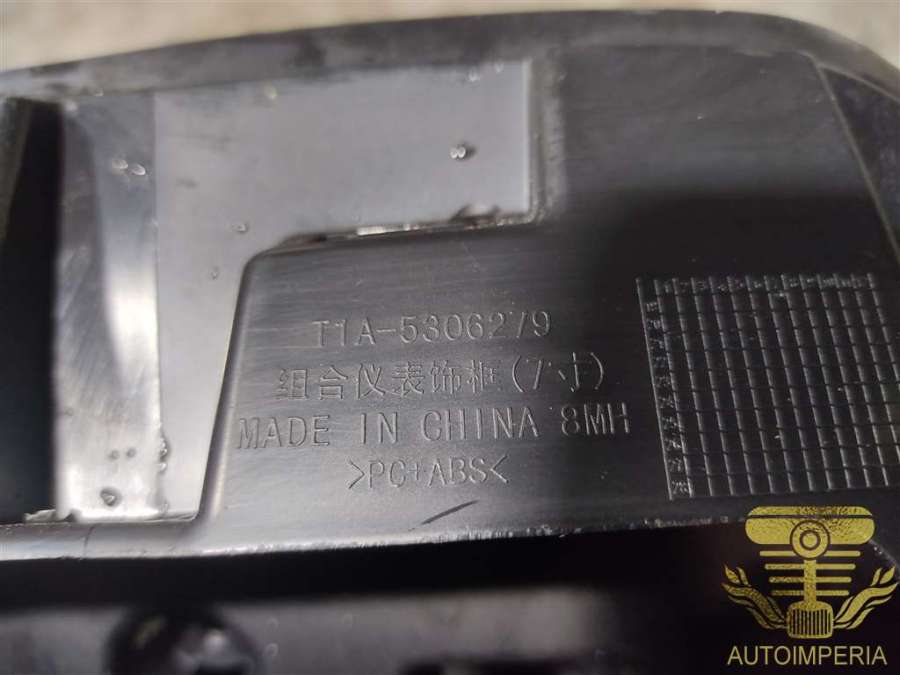 T1A-5306279
组合仪表饰框(7寸)
MADE IN CHINA 8MH
>PC+ABS<
AUTOIMPERIA